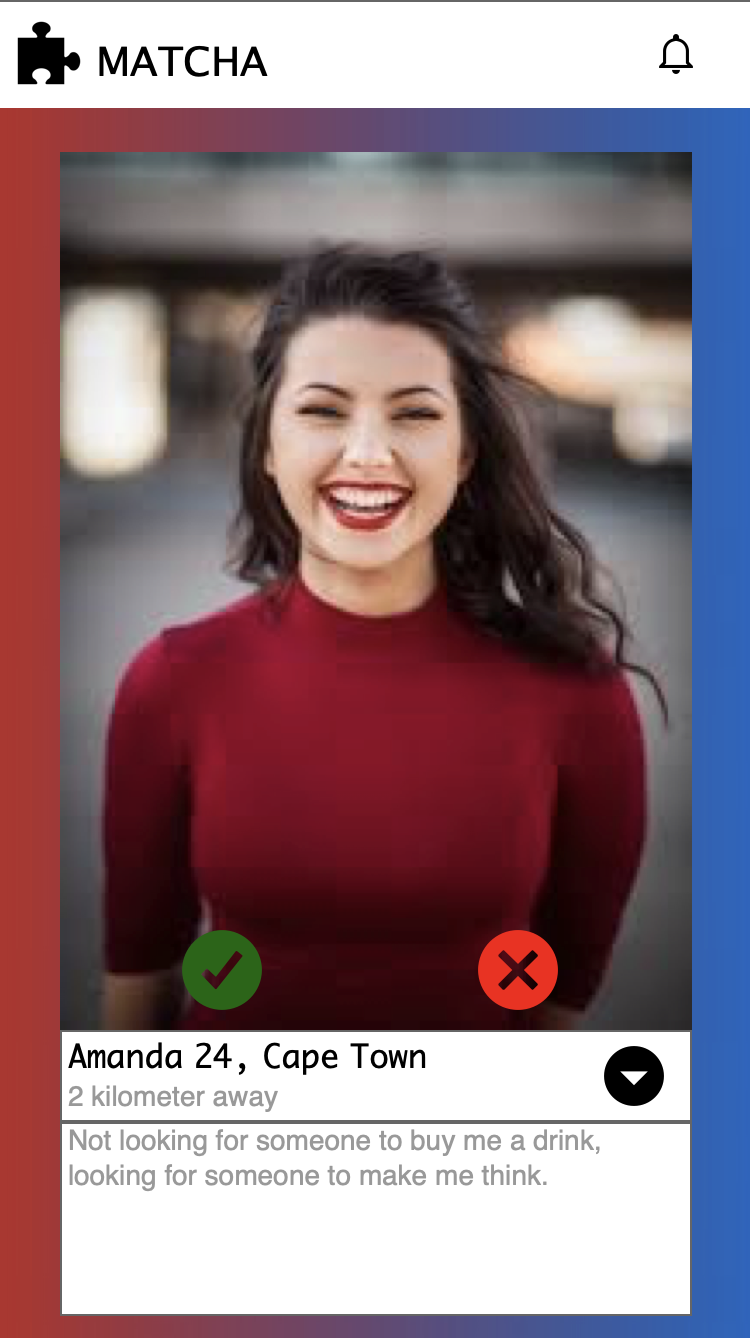 MATCHA
Amanda 24, Cape Town
2 kilometer away
Not looking for someone to buy me a drink,
looking for someone to make me think.